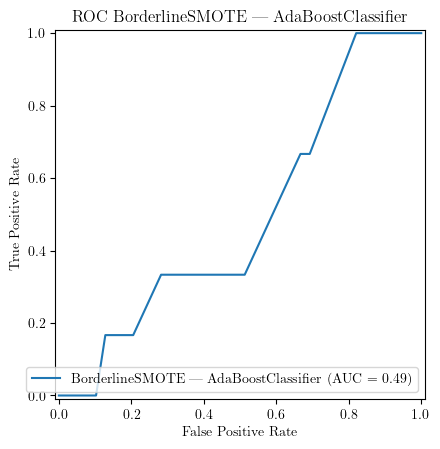 ROC BorderlineSMOTE — AdaBoostClassifier
1.0
0.8
0.6
0.4
0.2
0.0
True Positive Rate
BorderlineSMOTE — AdaBoostClassifier (AUC = 0.49)
0.0 0.2 0.4 0.6 0.8 1.0
False Positive Rate